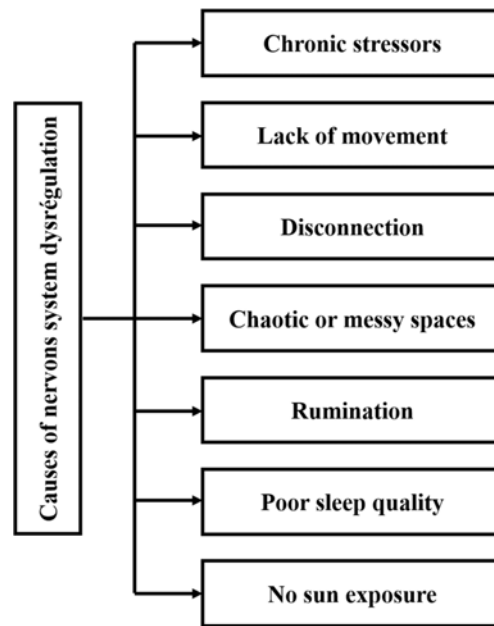 Causes of nervons system dysrégulation
Chronic stressors
Lack of movement
Disconnection
Chaotic or messy spaces
Rumination
Poor sleep quality
No sun exposure